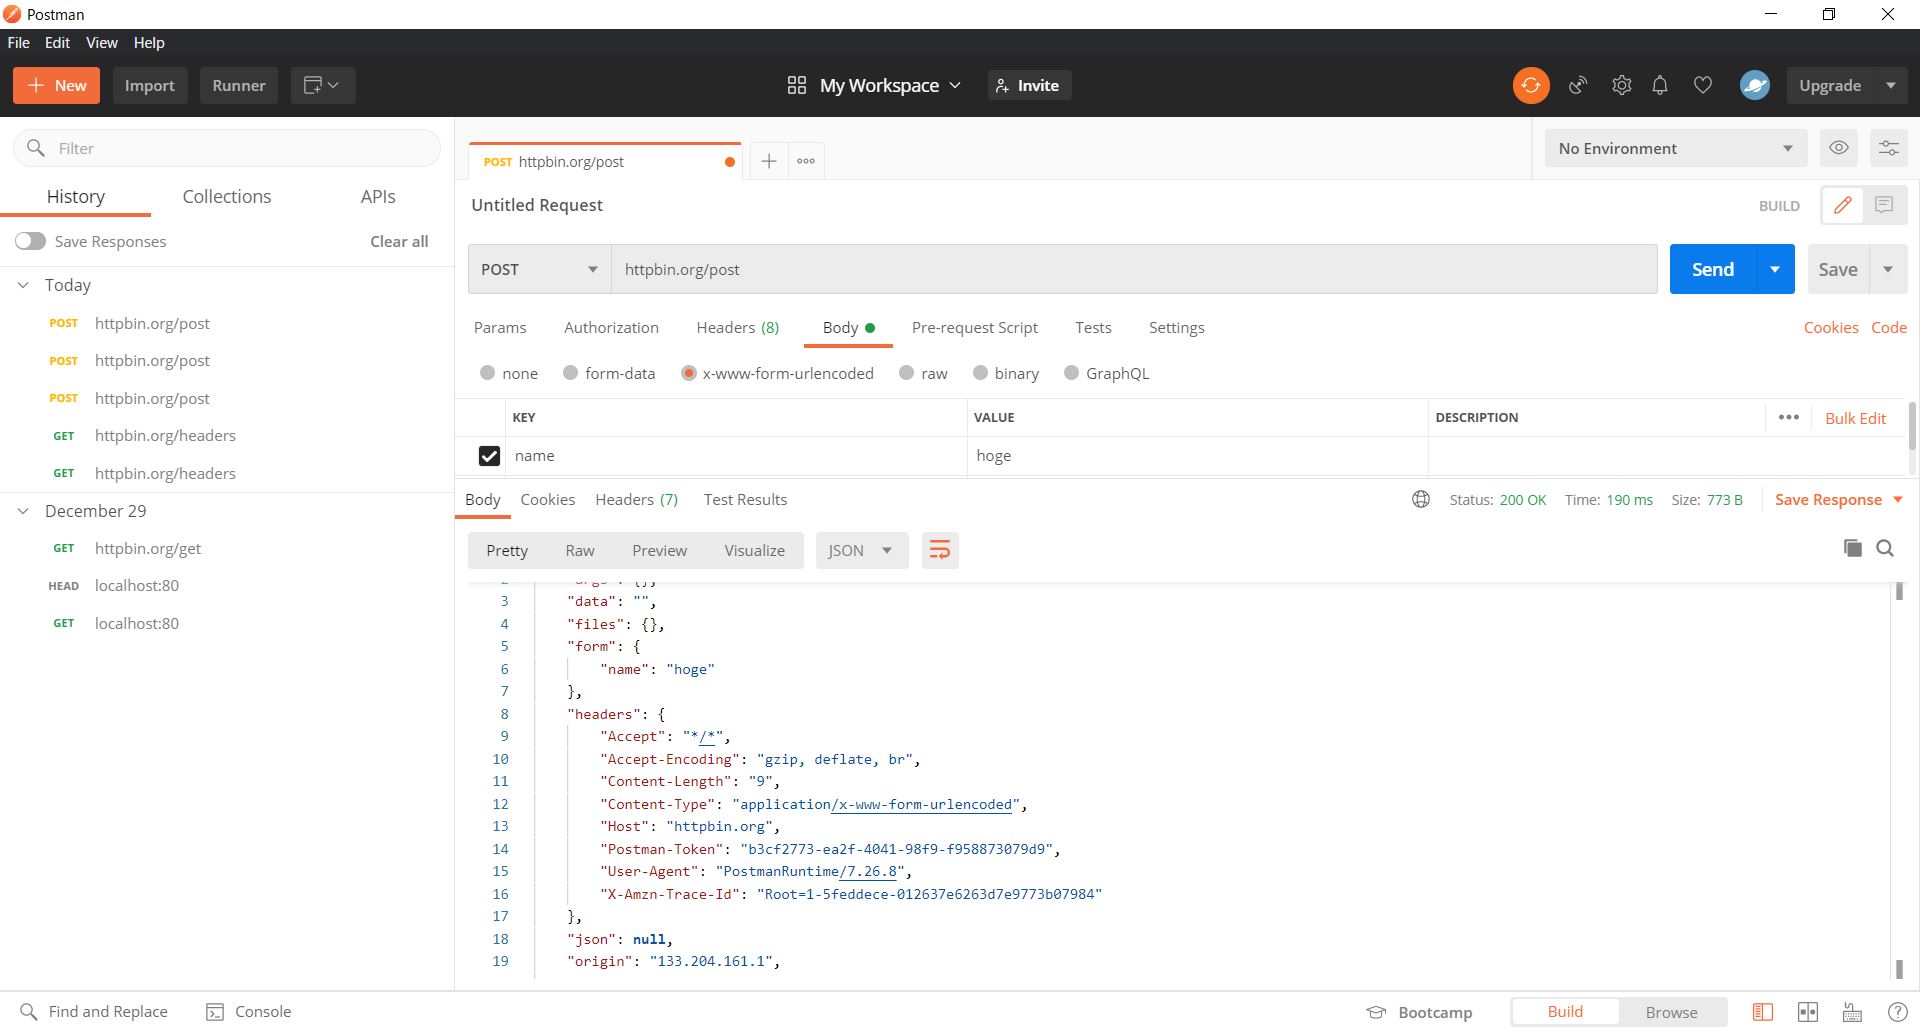 Postman
File Edit View Help
New Import Runner My Workspace Invite Upgrade
Filter
History Collections APIs
Save Responses Clear all
Today
POST httpbin.org/post
POST httpbin.org/post
POST httpbin.org/post
GET httpbin.org/headers
GET httpbin.org/headers
December 29
GET httpbin.org/get
HEAD localhost:80
GET localhost:80
POST httpbin.org/post
No Environment
Untitled Request BUILD
POST httpbin.org/post Send Save
Params Authorization Headers (8) Body Pre-request Script Tests Settings Cookies Code
none form-data x-www-form-urlencoded raw binary GraphQL
KEY VALUE DESCRIPTION Bulk Edit
name hoge
Body Cookies Headers (7) Test Results Status: 200 OK Time: 190 ms Size: 773 B Save Response
Pretty Raw Preview Visualize JSON
3 "data": "",
4 "files": {},
5 "form": {
6 "name": "hoge"
7 },
8 "headers": {
9 "Accept": "*/*",
10 "Accept-Encoding": "gzip, deflate, br",
11 "Content-Length": "9",
12 "Content-Type": "application/x-www-form-urlencoded",
13 "Host": "httpbin.org",
14 "Postman-Token": "b3cf2773-ea2f-4041-98f9-f958873079d9",
15 "User-Agent": "PostmanRuntime/7.26.8",
16 "X-Amzn-Trace-Id": "Root=1-5feddece-012637e6263d7e9773b07984"
17 },
18 "json": null,
19 "origin": "133.204.161.1",
Find and Replace Console Bootcamp Build Browse